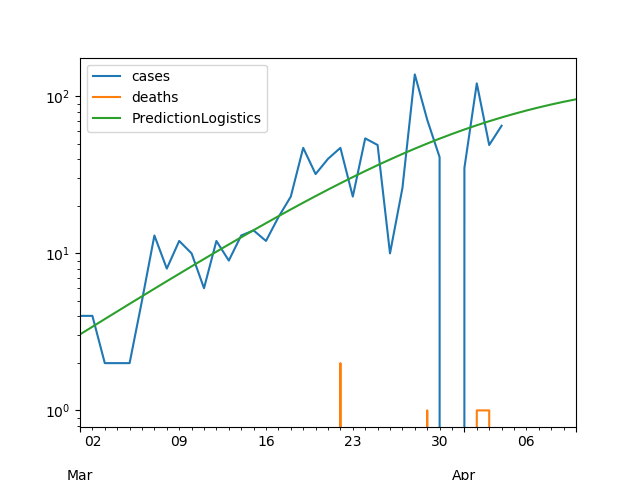 cases
deaths
PredictionLogistics
10²
10¹
10⁰
02 09 16 23 30 06
Mar Apr